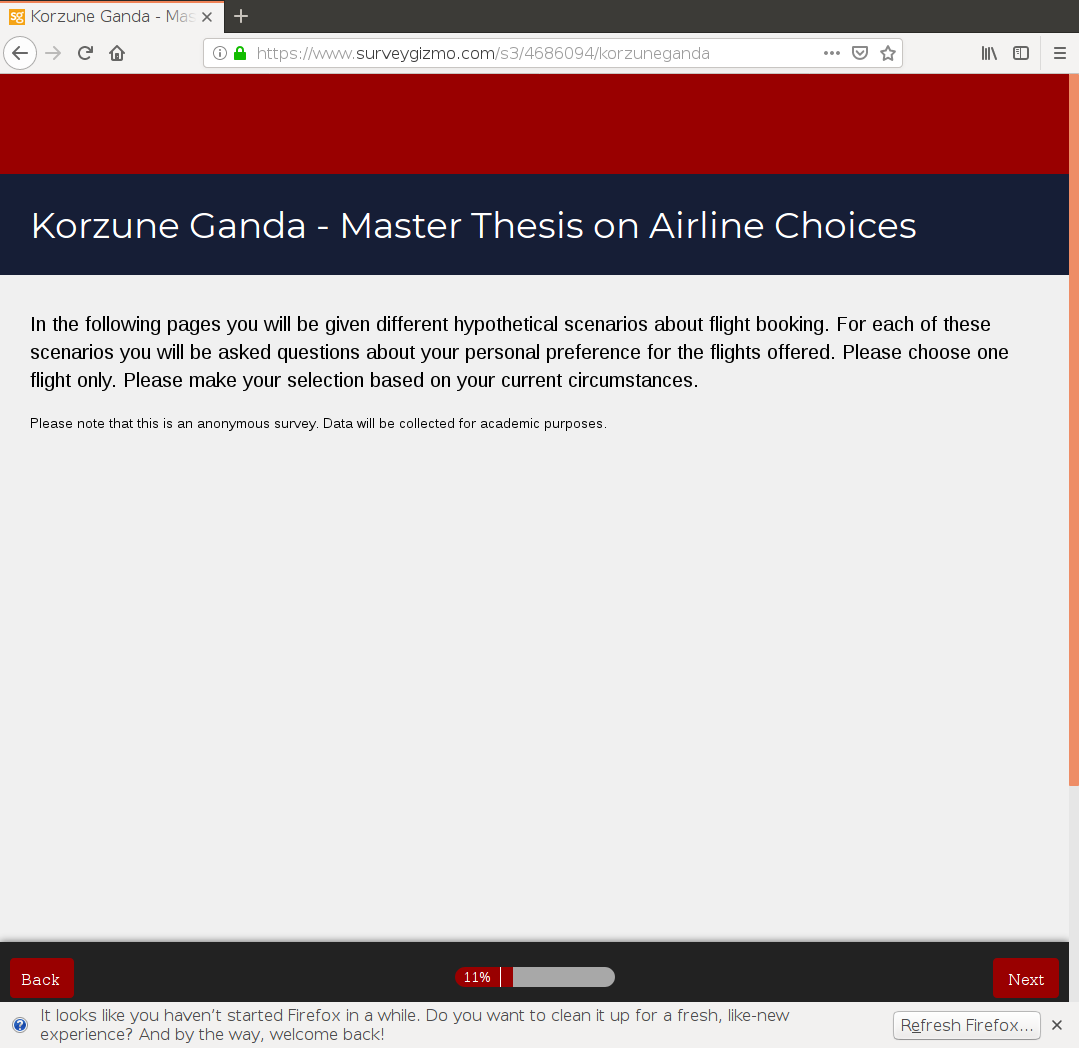 sg Korzune Ganda - Mas
https://www.surveygizmo.com/s3/4686094/korzuneganda
Korzune Ganda - Master Thesis on Airline Choices
In the following pages you will be given different hypothetical scenarios about flight booking. For each of these
scenarios you will be asked questions about your personal preference for the flights offered. Please choose one
flight only. Please make your selection based on your current circumstances.
Please note that this is an anonymous survey. Data will be collected for academic purposes.
Back
11%
Next
It looks like you haven't started Firefox in a while. Do you want to clean it up for a fresh, like-new
experience? And by the way, welcome back!
Refresh Firefox...